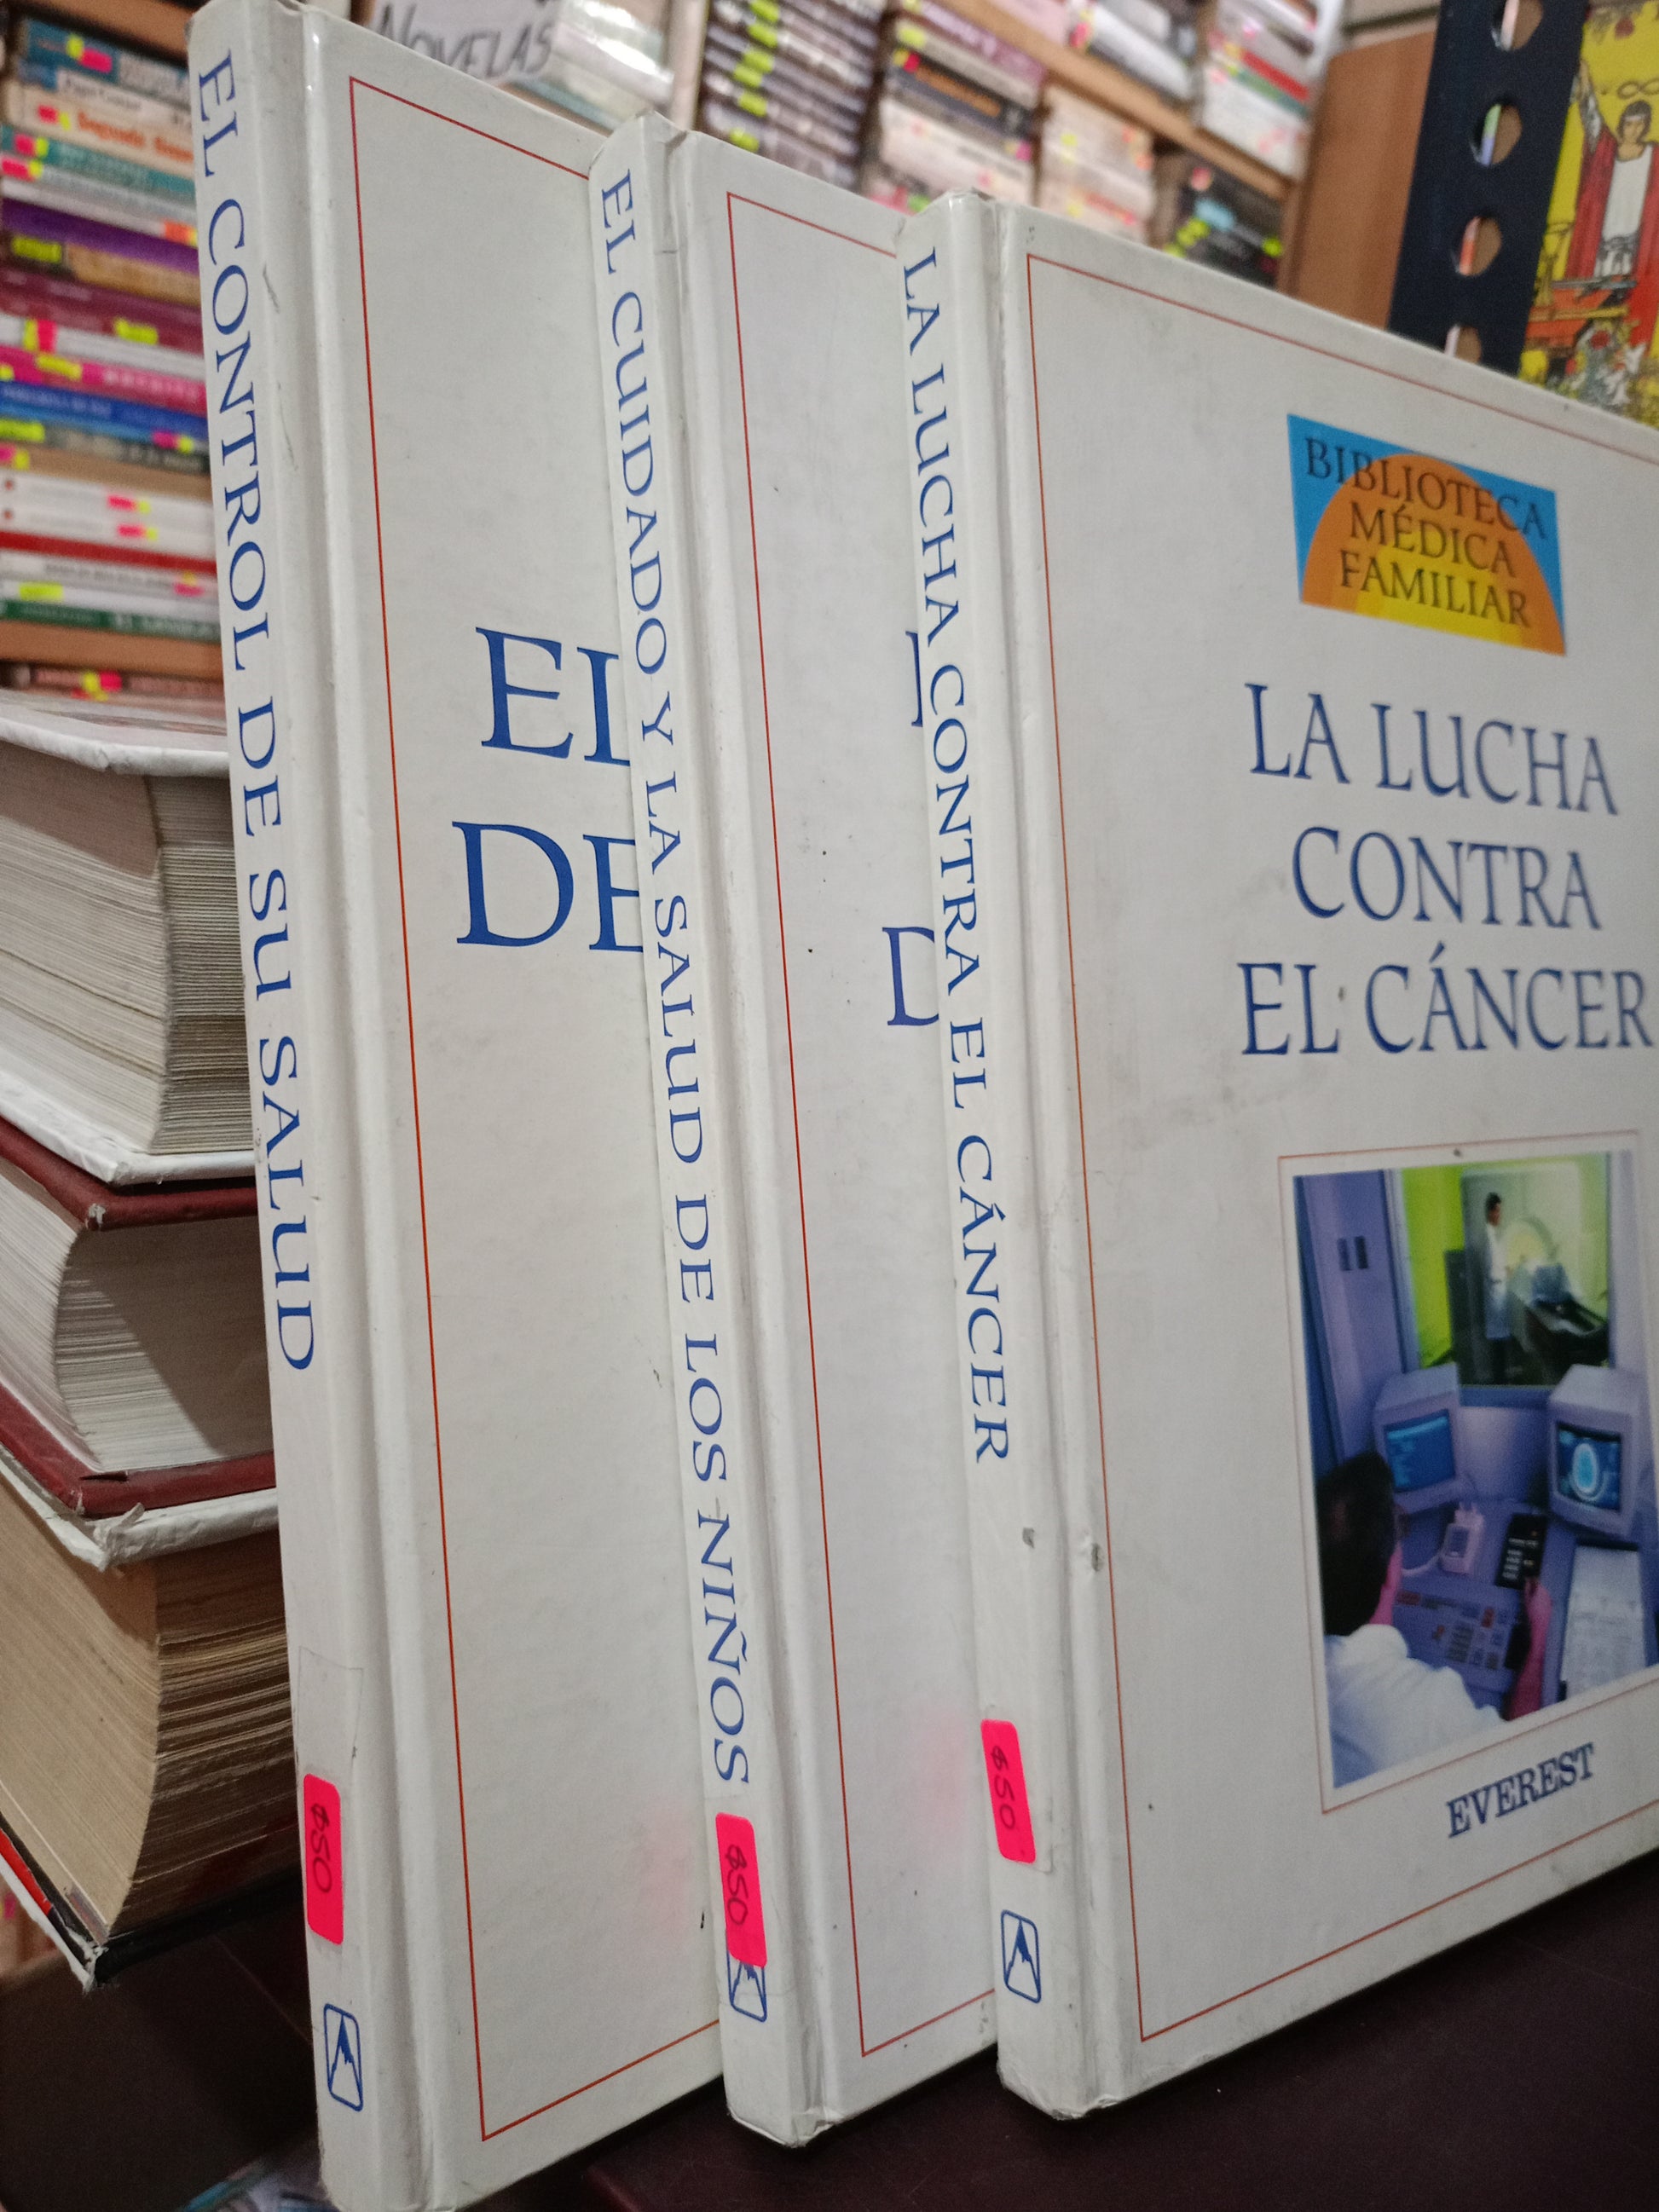 NOVELAS
EL CONTROL DE SU SALUD
EL
DE
$50
EL CUIDADO Y LA SALUD DE LOS NIÑOS
$50
LA LUCHA CONTRA EL CÁNCER
$50
BIBLIOTECA
MÉDICA
FAMILIAR
LA LUCHA
CONTRA
EL CÁNCER
EVEREST